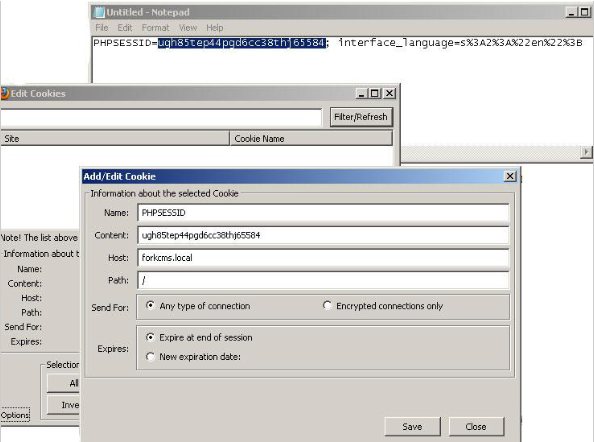 Untitled - Notepad
File Edit Format View Help
PHPSESSID=ugh85tep44pgd6cc38thj65584; interface_language=s%3A2%3A%22en%22%3B
Edit Cookies
Filter/Refresh
Site Cookie Name
Add/Edit Cookie
Information about the selected Cookie
Name: PHPSESSID
Content: ugh85tep44pgd6cc38thj65584
Host: forkcms.local
Path: /
Send For: Any type of connection Encrypted connections only
Expires: Expire at end of session
New expiration date:
Save Close
Note! The list above
Information about t
Name:
Content:
Host:
Path:
Send For:
Expires:
Selection
All
Inve
Options